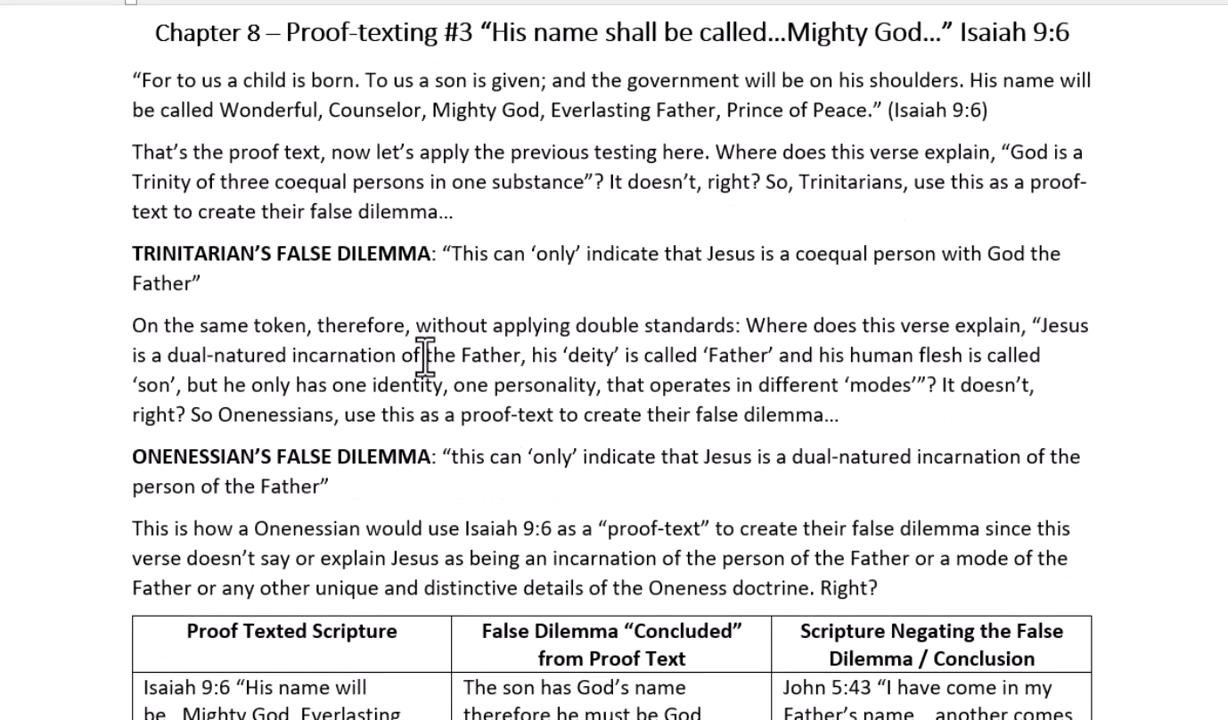 Chapter 8 – Proof-texting #3 “His name shall be called...Mighty God...” Isaiah 9:6
“For to us a child is born. To us a son is given; and the government will be on his shoulders. His name will
be called Wonderful, Counselor, Mighty God, Everlasting Father, Prince of Peace.” (Isaiah 9:6)
That’s the proof text, now let’s apply the previous testing here. Where does this verse explain, “God is a
Trinity of three coequal persons in one substance”? It doesn’t, right? So, Trinitarians, use this as a proof-
text to create their false dilemma...
TRINITARIAN’S FALSE DILEMMA: “This can ‘only’ indicate that Jesus is a coequal person with God the
Father”
On the same token, therefore, without applying double standards: Where does this verse explain, “Jesus
is a dual-natured incarnation of the Father, his ‘deity’ is called ‘Father’ and his human flesh is called
‘son’, but he only has one identity, one personality, that operates in different ‘modes’”? It doesn’t,
right? So Onenessians, use this as a proof-text to create their false dilemma...
ONENESSIAN’S FALSE DILEMMA: “this can ‘only’ indicate that Jesus is a dual-natured incarnation of the
person of the Father”
This is how a Onenessian would use Isaiah 9:6 as a “proof-text” to create their false dilemma since this
verse doesn’t say or explain Jesus as being an incarnation of the person of the Father or a mode of the
Father or any other unique and distinctive details of the Oneness doctrine. Right?
Proof Texted Scripture
False Dilemma “Concluded”
from Proof Text
Scripture Negating the False
Dilemma / Conclusion
Isaiah 9:6 “His name will
be...Mighty God, Everlasting
The son has God’s name
therefore he must be God
John 5:43 “I have come in my
Father’s name...another comes